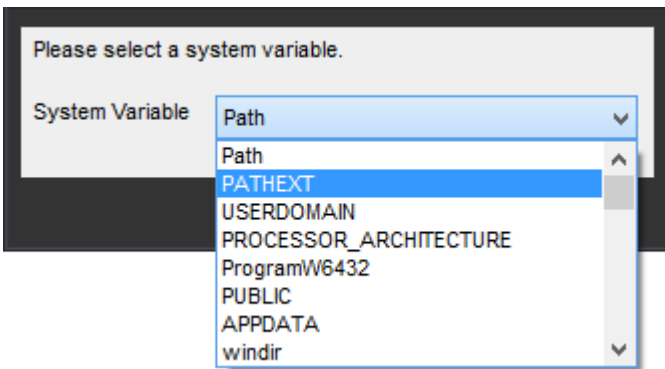 Please select a system variable.
System Variable Path
Path
PATHEXT
USERDOMAIN
PROCESSOR_ARCHITECTURE
ProgramW6432
PUBLIC
APPDATA
windir